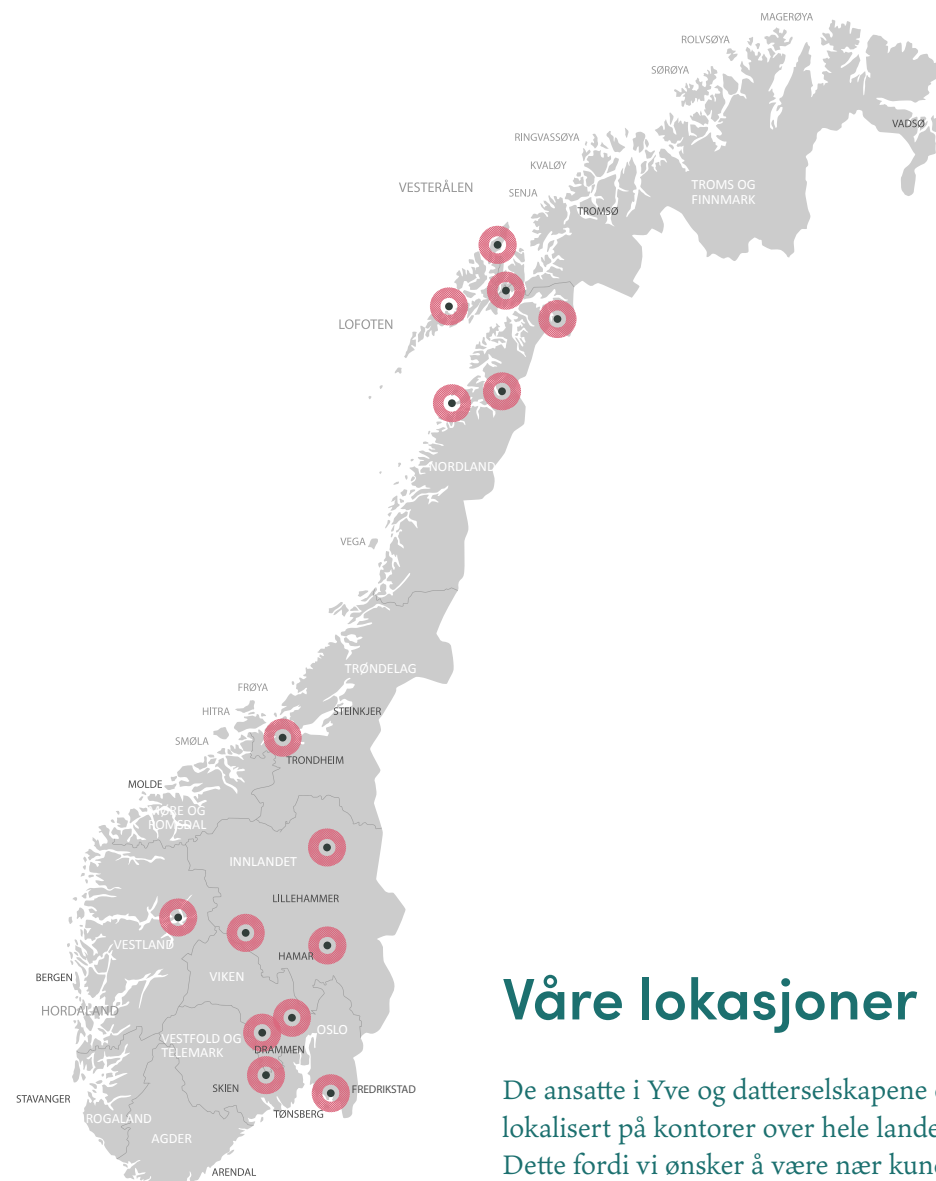 MAGERØYA
ROLVSØYA
SØRØYA
VADSØ
RINGVASSØYA
KVALØY
TROMS OG
FINNMARK
VESTERÅLEN
SENJA
TROMSØ
LOFOTEN
NORDLAND
VEGA
TRØNDELAG
FRØYA
HITRA
STEINKJER
SMØLA
TRONDHEIM
MOLDE
MØRE OG
ROMSDAL
INNLANDET
LILLEHAMMER
VESTLAND
HAMAR
BERGEN
VIKEN
HORDALAND
OSLO
VESTFOLD OG
TELEMARK
DRAMMEN
SKIEN
FREDRIKSTAD
STAVANGER
TØNSBERG
ROGALAND
AGDER
ARENDAL
Våre lokasjoner
De ansatte i Yve og datterselskapene
lokalisert på kontorer over hele
Dette fordi vi ønsker å være nær